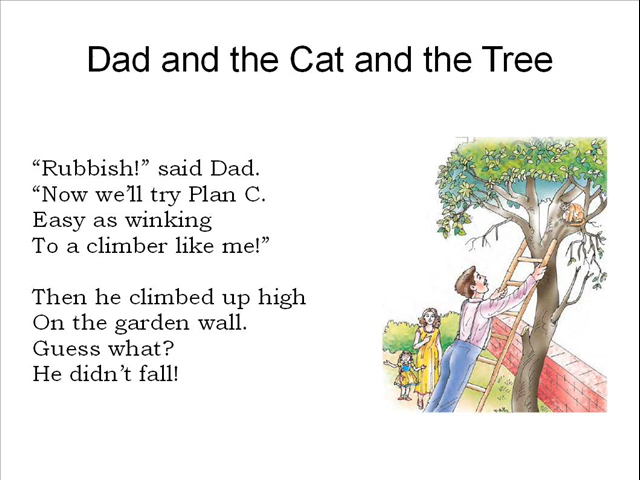 Dad and the Cat and the Tree
“Rubbish!” said Dad.
“Now we’ll try Plan C.
Easy as winking
To a climber like me!”
Then he climbed up high
On the garden wall.
Guess what?
He didn’t fall!